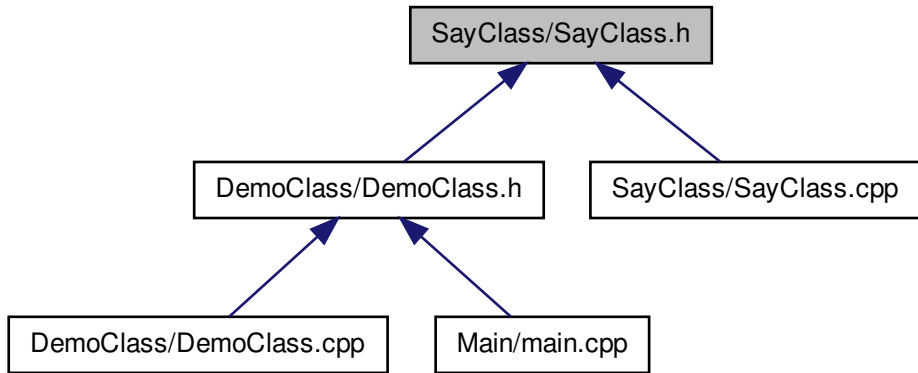 SayClass/SayClass.h
DemoClass/DemoClass.h
SayClass/SayClass.cpp
DemoClass/DemoClass.cpp
Main/main.cpp